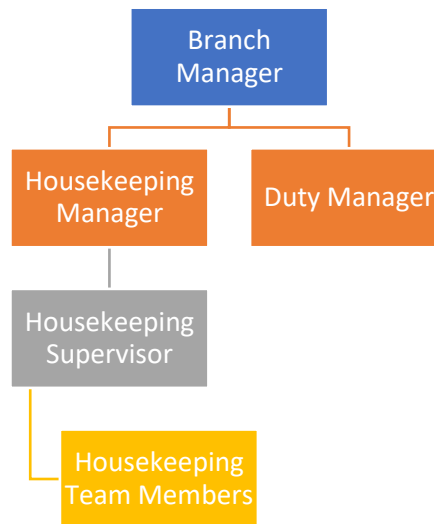 Branch
Manager
Housekeeping
Manager
Duty Manager
Housekeeping
Supervisor
Housekeeping
Team Members